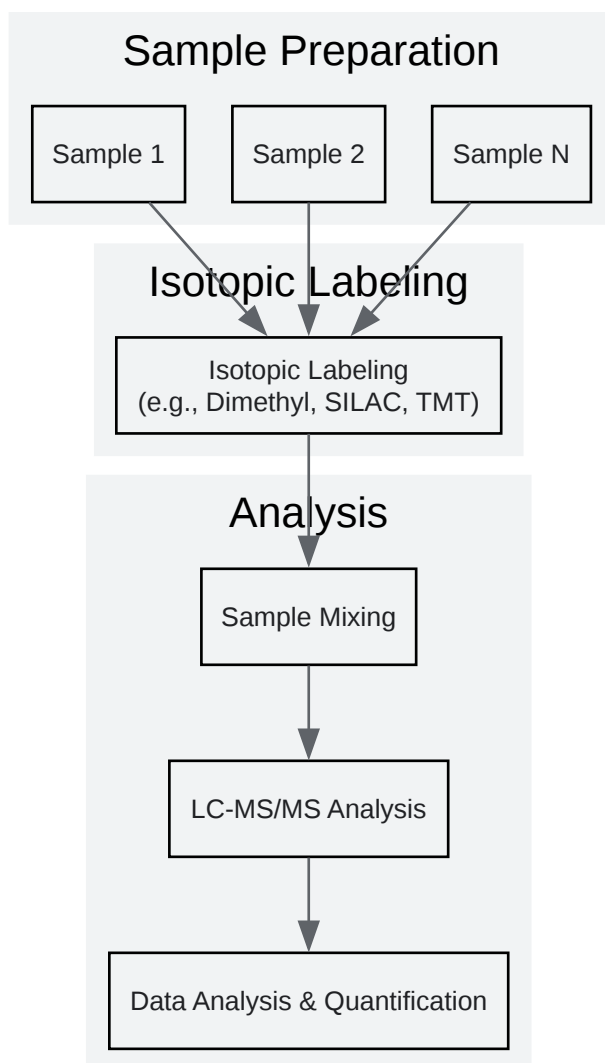 Sample Preparation
Sample 1
Sample 2
Sample N
Isotopic Labeling
Isotopic Labeling
(e.g., Dimethyl, SILAC, TMT)
Analysis
Sample Mixing
LC-MS/MS Analysis
Data Analysis & Quantification